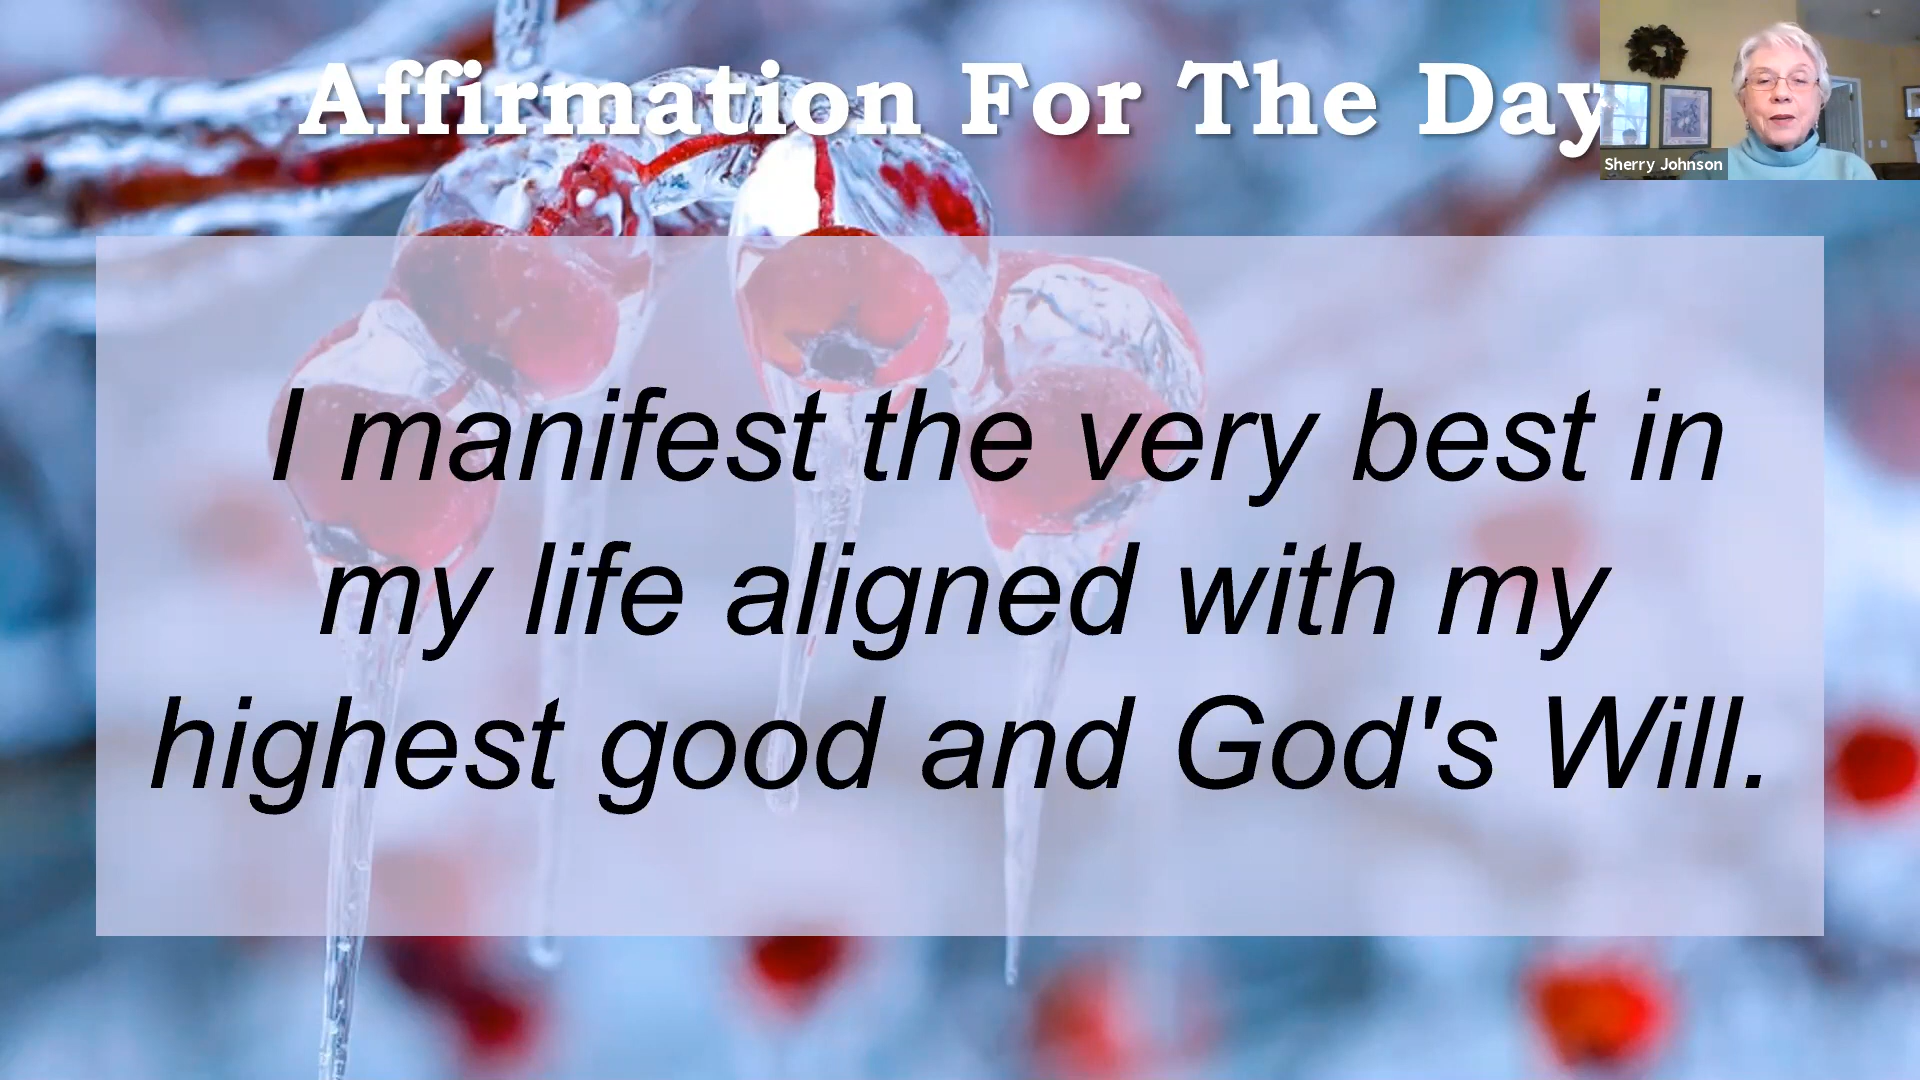 Affirmation For The Day
Sherry Johnson
I manifest the very best in
my life aligned with my
highest good and God's Will.